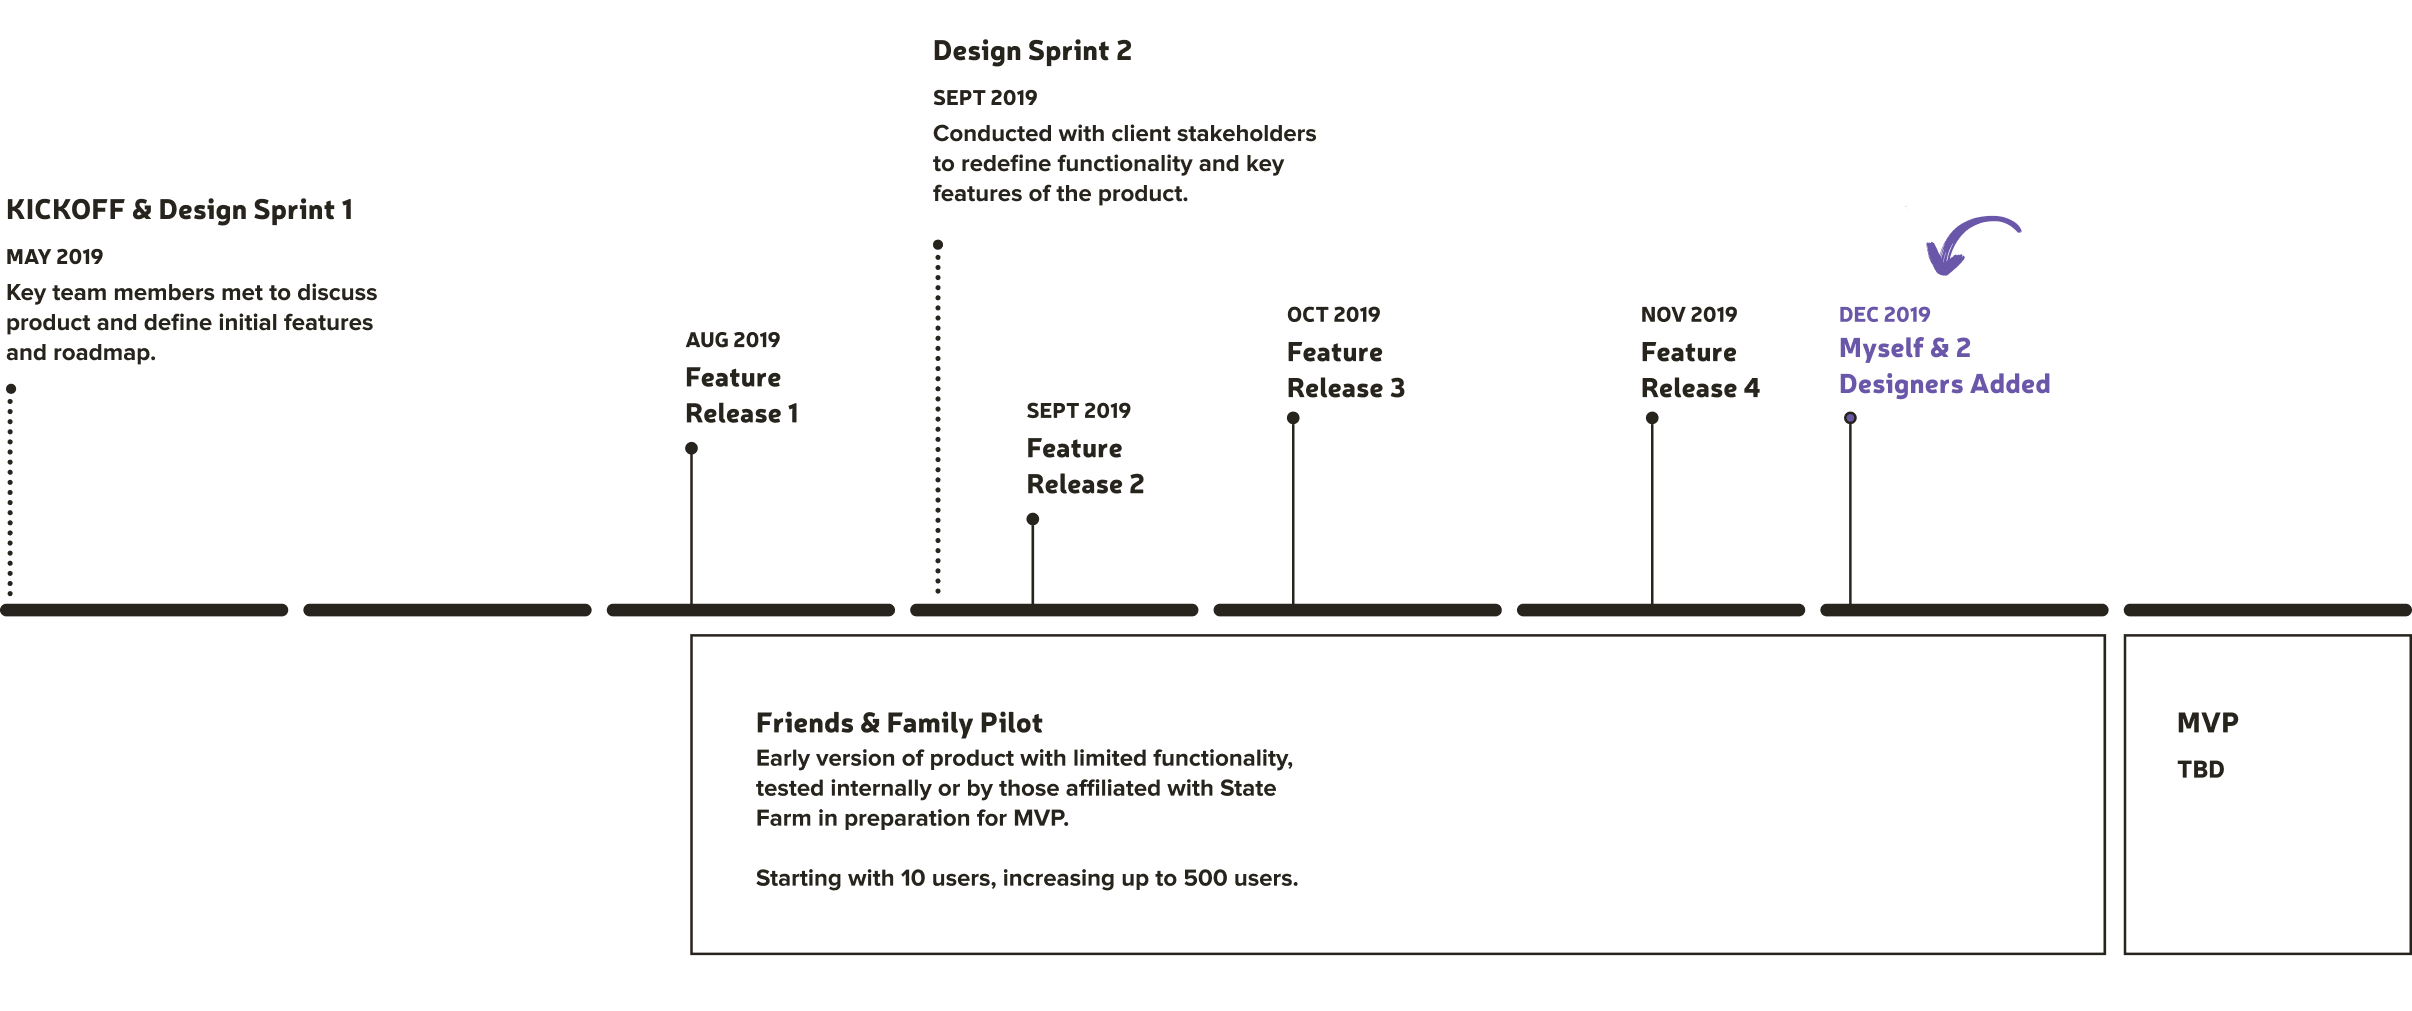 KICKOFF & Design Sprint 1
MAY 2019
Key team members met to discuss
product and define initial features
and roadmap.
AUG 2019
Feature
Release 1
Design Sprint 2
SEPT 2019
Conducted with client stakeholders
to redefine functionality and key
features of the product.
SEPT 2019
Feature
Release 2
OCT 2019
Feature
Release 3
NOV 2019
Feature
Release 4
DEC 2019
Myself & 2
Designers Added
Friends & Family Pilot
Early version of product with limited functionality,
tested internally or by those affiliated with State
Farm in preparation for MVP.
Starting with 10 users, increasing up to 500 users.
MVP
TBD